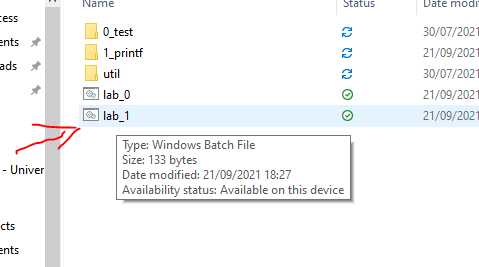 Name Status Date modif
cess
ents
ads
0_test 30/07/2021
1_printf 21/09/2021
util 30/07/2021
lab_0 21/09/2021
lab_1 21/09/2021
Type: Windows Batch File
Size: 133 bytes
Date modified: 21/09/2021 18:27
Availability status: Available on this device
- Univer
cts
ents